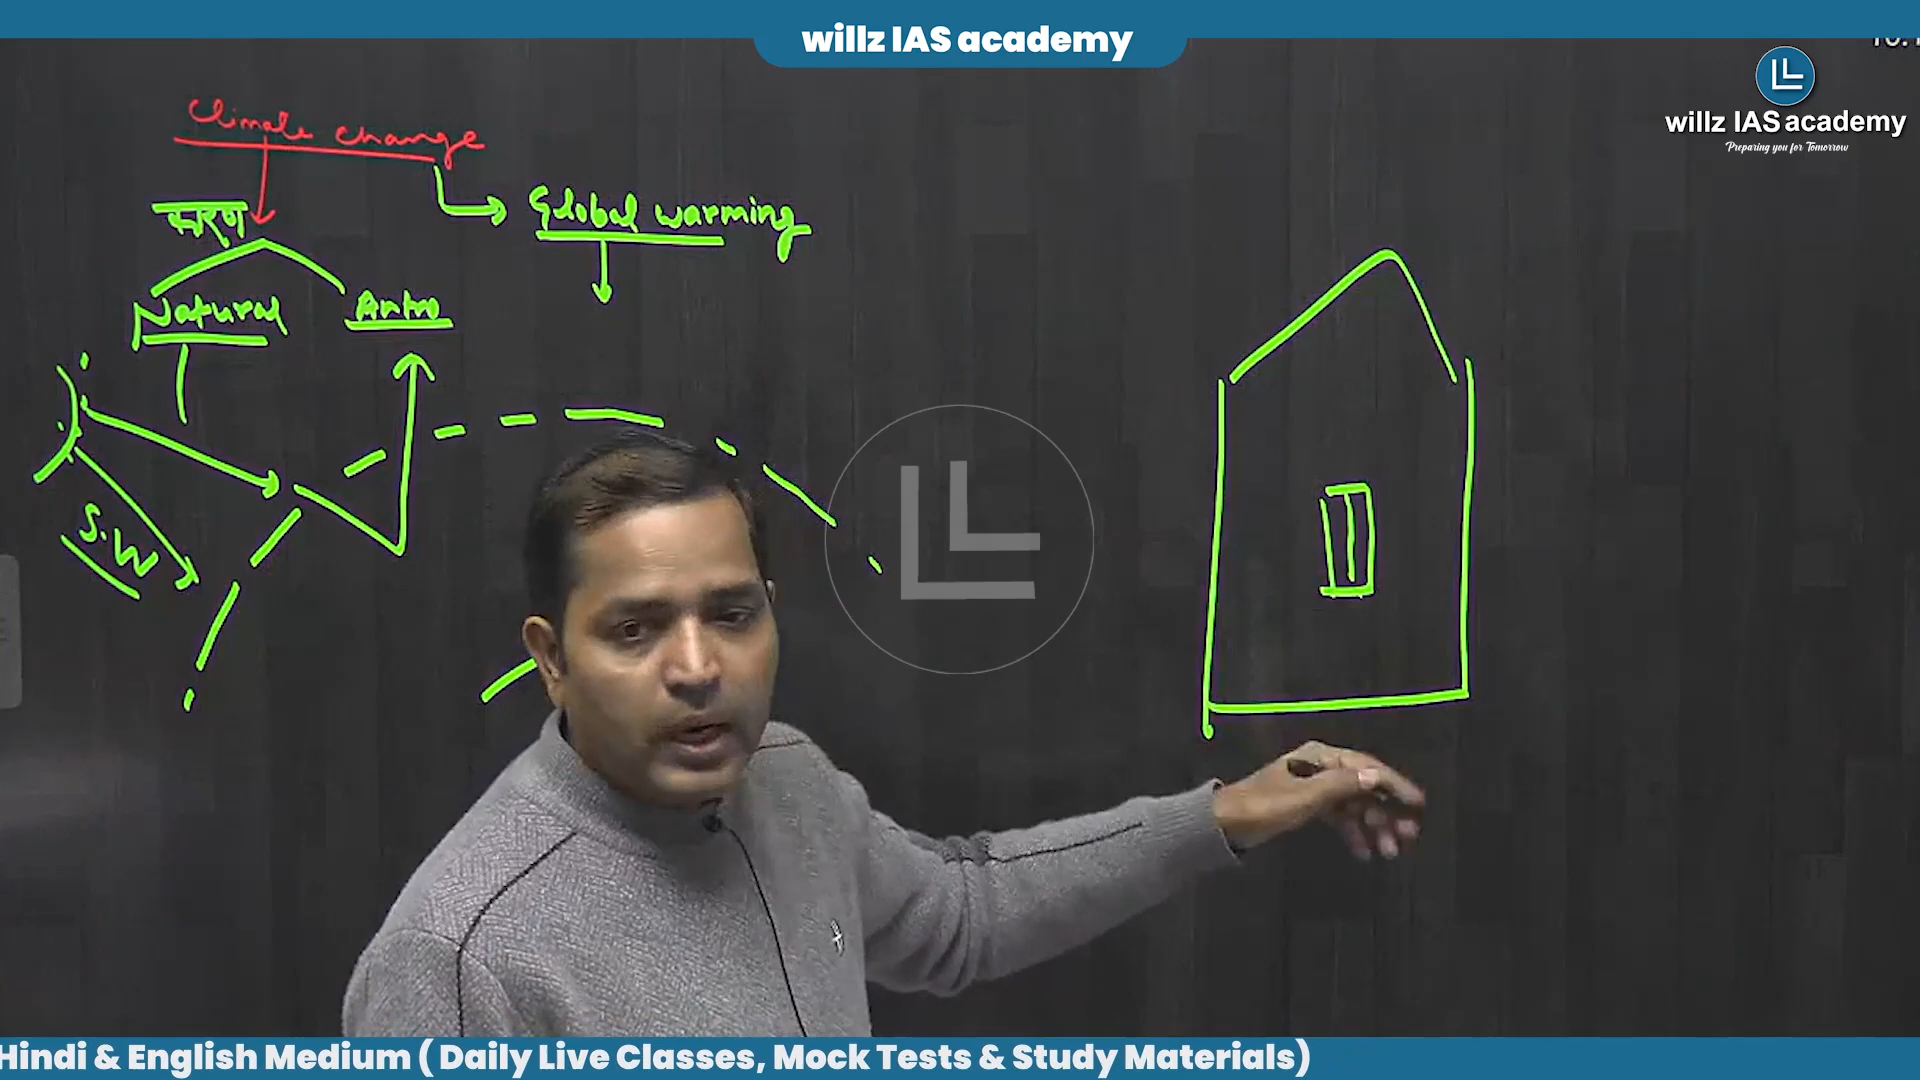 willz IAS academy
willz IAS academy
Preparing you for Tomorrow
Climate change
कारण
Global warming
Natural
Antro
S.W
Hindi & English Medium ( Daily Live Classes, Mock Tests & Study Materials)